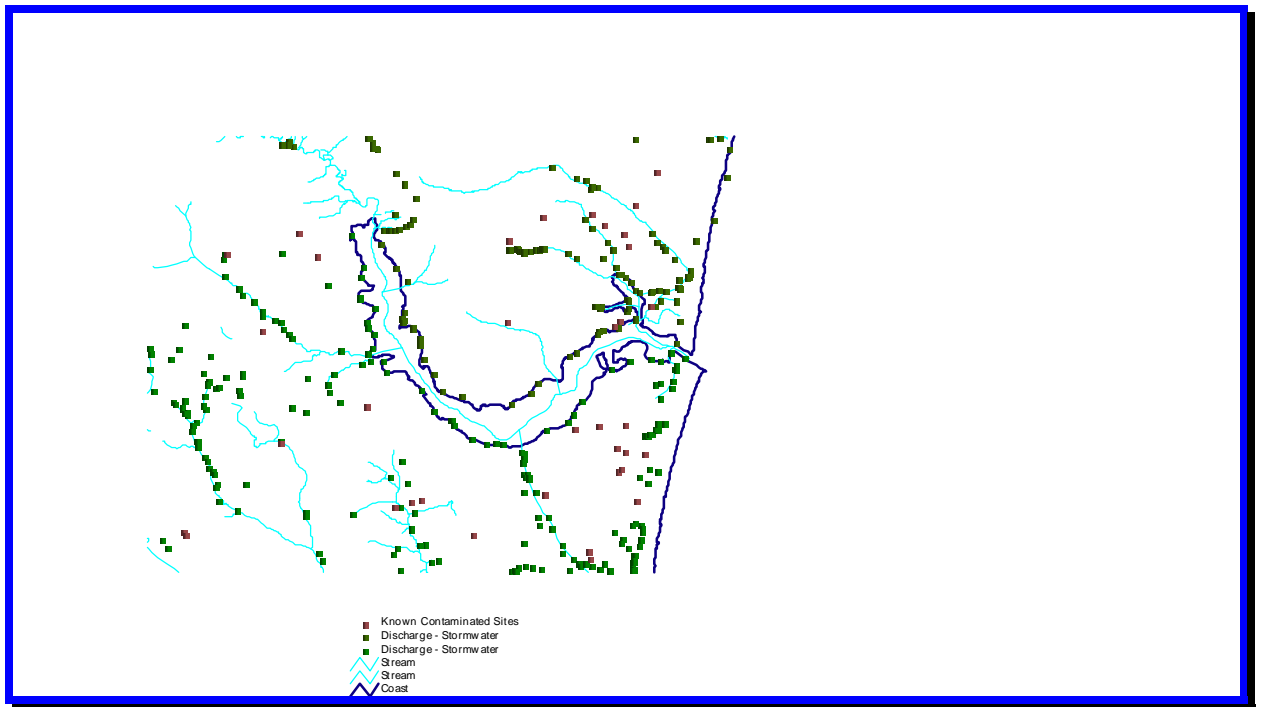 Known Contaminated Sites
Discharge - Stormwater
Discharge - Stormwater
Stream
Stream
Coast